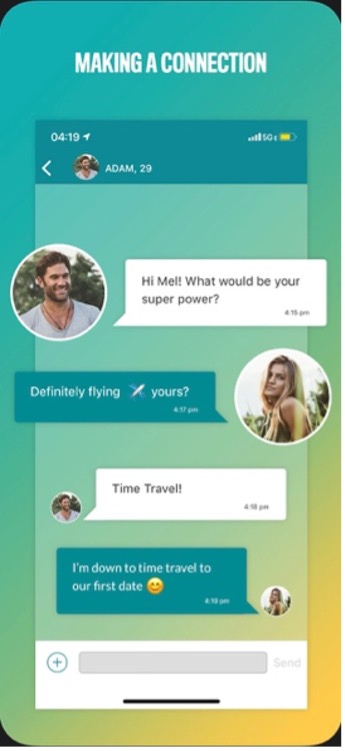 MAKING A CONNECTION
04:19
5G
ADAM, 29
Hi Mel! What would be your
super power?
4:15 pm
Definitely flying ✈️ yours?
4:17 pm
Time Travel!
4:18 pm
I'm down to time travel to
our first date 😊
4:19 pm
Send